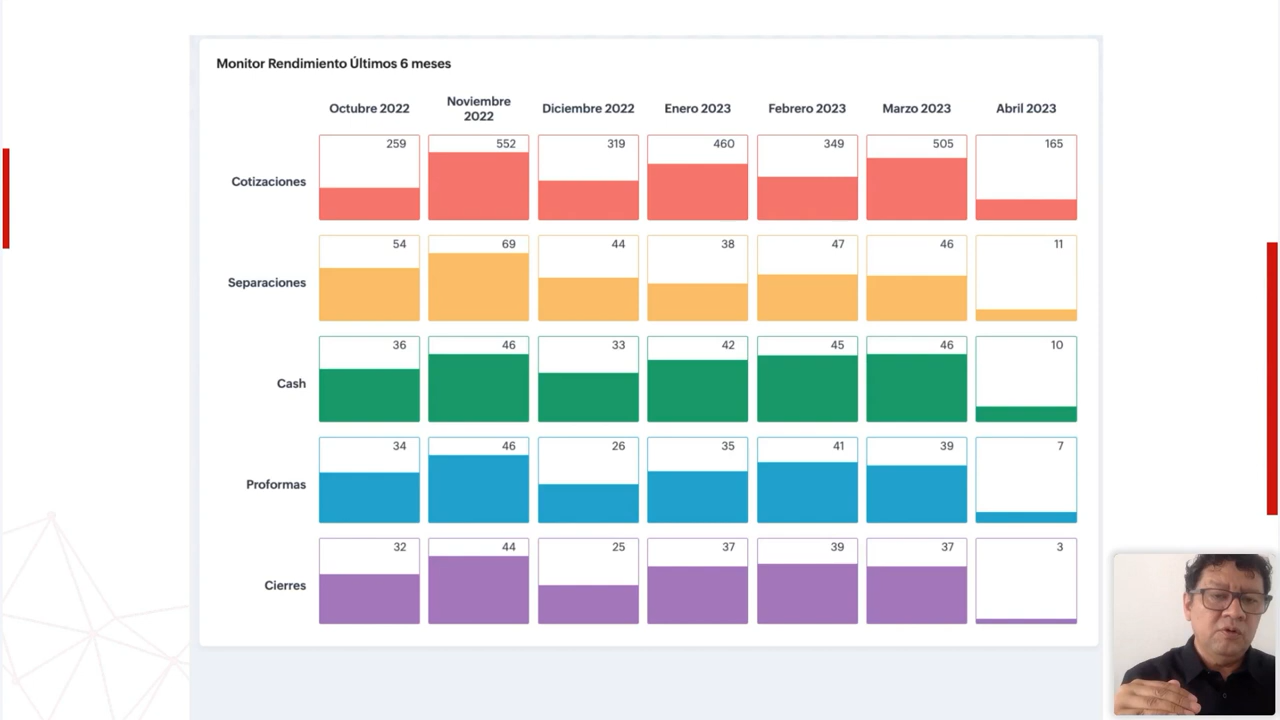 Monitor Rendimiento Últimos 6 meses
Octubre 2022 Noviembre 2022 Diciembre 2022 Enero 2023 Febrero 2023 Marzo 2023 Abril 2023
Cotizaciones 259 552 319 460 349 505 165
Separaciones 54 69 44 38 47 46 11
Cash 36 46 33 42 45 46 10
Proformas 34 46 26 35 41 39 7
Cierres 32 44 25 37 39 37 3